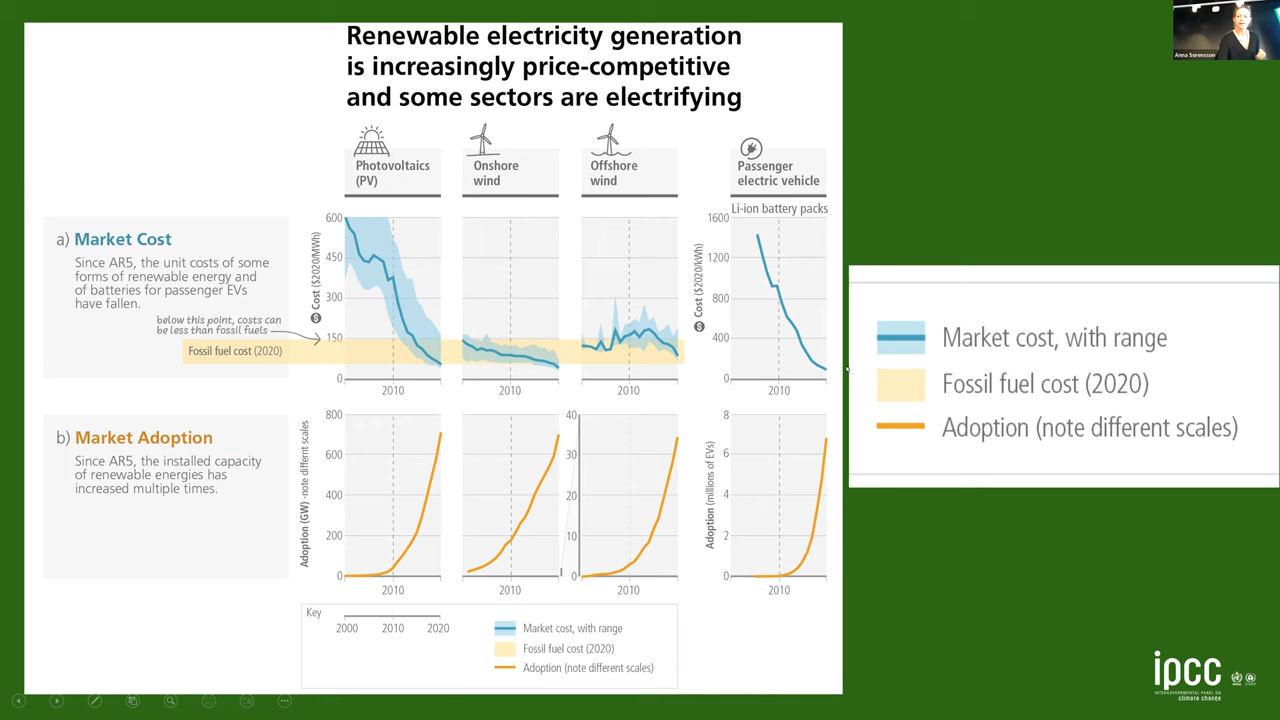 Renewable electricity generation
is increasingly price-competitive
and some sectors are electrifying
Anna Sorensson
Photovoltaics
(PV)
Onshore
wind
Offshore
wind
Passenger
electric vehicle
Li-ion battery packs
a) Market Cost
Since AR5, the unit costs of some
forms of renewable energy and
of batteries for passenger EVs
have fallen.
below this point, costs can
be less than fossil fuels
Fossil fuel cost (2020)
Cost ($2020/MWh)
600
450
300
150
0
2010
2010
2010
Cost ($2020/kWh)
1600
1200
800
400
0
2010
b) Market Adoption
Since AR5, the installed capacity
of renewable energies has
increased multiple times.
Adoption (GW) -note differnt scales
800
600
400
200
0
2010
2010
40
30
20
10
0
2010
Adoption (millions of EVs)
8
6
4
2
0
2010
Key
2000 2010 2020
Market cost, with range
Fossil fuel cost (2020)
Adoption (note different scales)
Market cost, with range
Fossil fuel cost (2020)
Adoption (note different scales)
ipcc
INTERGOVERNMENTAL PANEL ON
climate change